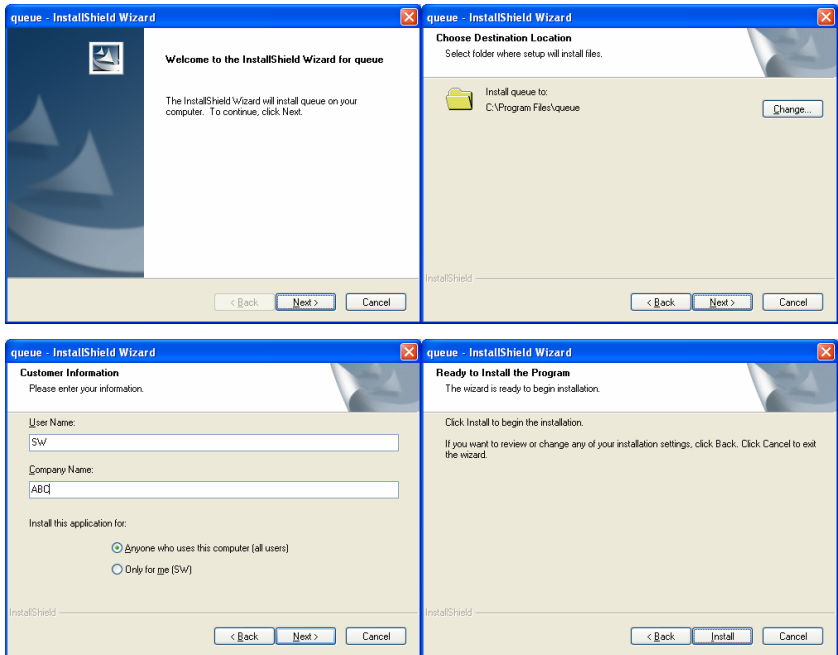 queue - InstallShield Wizard
Welcome to the InstallShield Wizard for queue
The InstallShield Wizard will install queue on your
computer. To continue, click Next.
< Back
Next >
Cancel
queue - InstallShield Wizard
Choose Destination Location
Select folder where setup will install files.
Install queue to:
C:\Program Files\queue
Change...
InstallShield
< Back
Next >
Cancel
queue - InstallShield Wizard
Customer Information
Please enter your information.
User Name:
SW
Company Name:
ABC
Install this application for:
Anyone who uses this computer (all users)
Only for me (SW)
InstallShield
< Back
Next >
Cancel
queue - InstallShield Wizard
Ready to Install the Program
The wizard is ready to begin installation.
Click Install to begin the installation.
If you want to review or change any of your installation settings, click Back. Click Cancel to exit
the wizard.
InstallShield
< Back
Install
Cancel